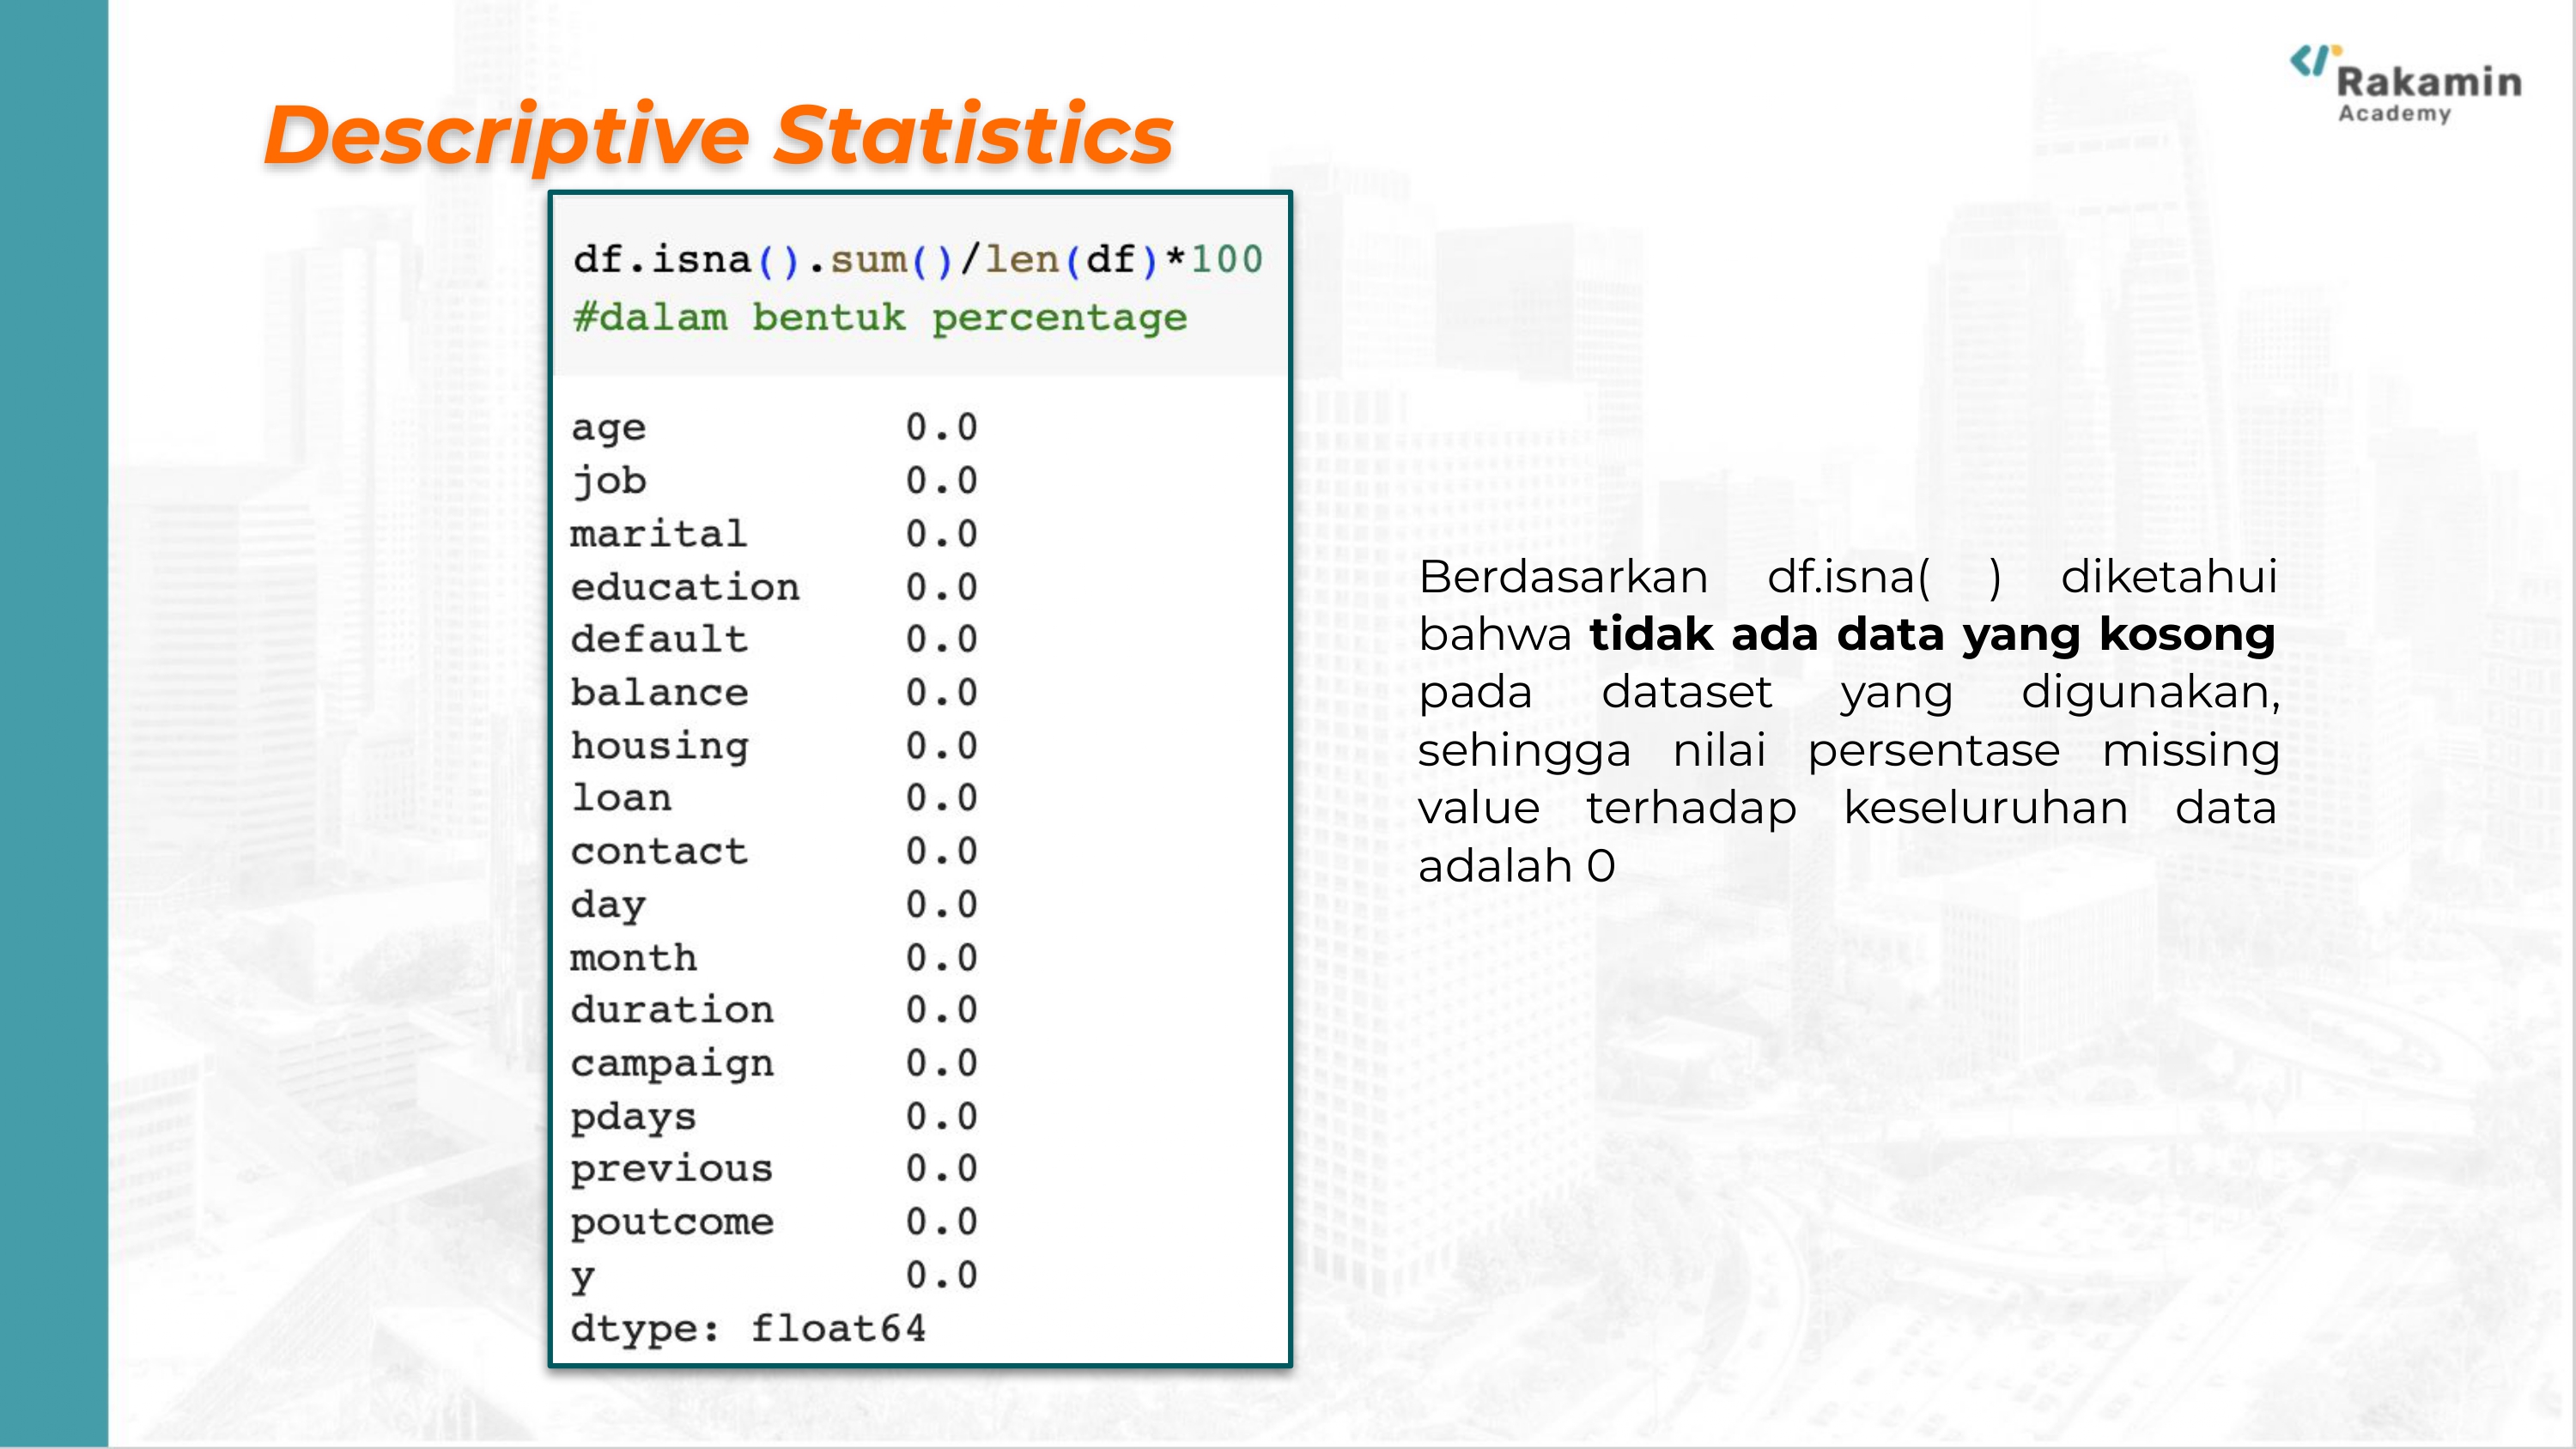 Rakamin
Academy
Descriptive Statistics
df.isna().sum()/len(df)*100
#dalam bentuk percentage
age 0.0
job 0.0
marital 0.0
education 0.0
default 0.0
balance 0.0
housing 0.0
loan 0.0
contact 0.0
day 0.0
month 0.0
duration 0.0
campaign 0.0
pdays 0.0
previous 0.0
poutcome 0.0
y 0.0
dtype: float64
Berdasarkan df.isna( ) diketahui
bahwa tidak ada data yang kosong
pada dataset yang digunakan,
sehingga nilai persentase missing
value terhadap keseluruhan data
adalah 0